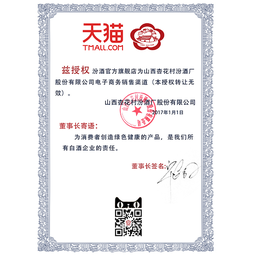 天猫
TMALL.COM
兹授权 汾酒官方旗舰店为山西杏花村汾酒厂
股份有限公司电子商务销售渠道（本授权转让无
效）。
山西杏花村汾酒厂股份有限公司
2017年1月1日
董事长寄语：
为消费者创造绿色健康的产品，是我们所
有白酒企业的责任。
董事长签名：